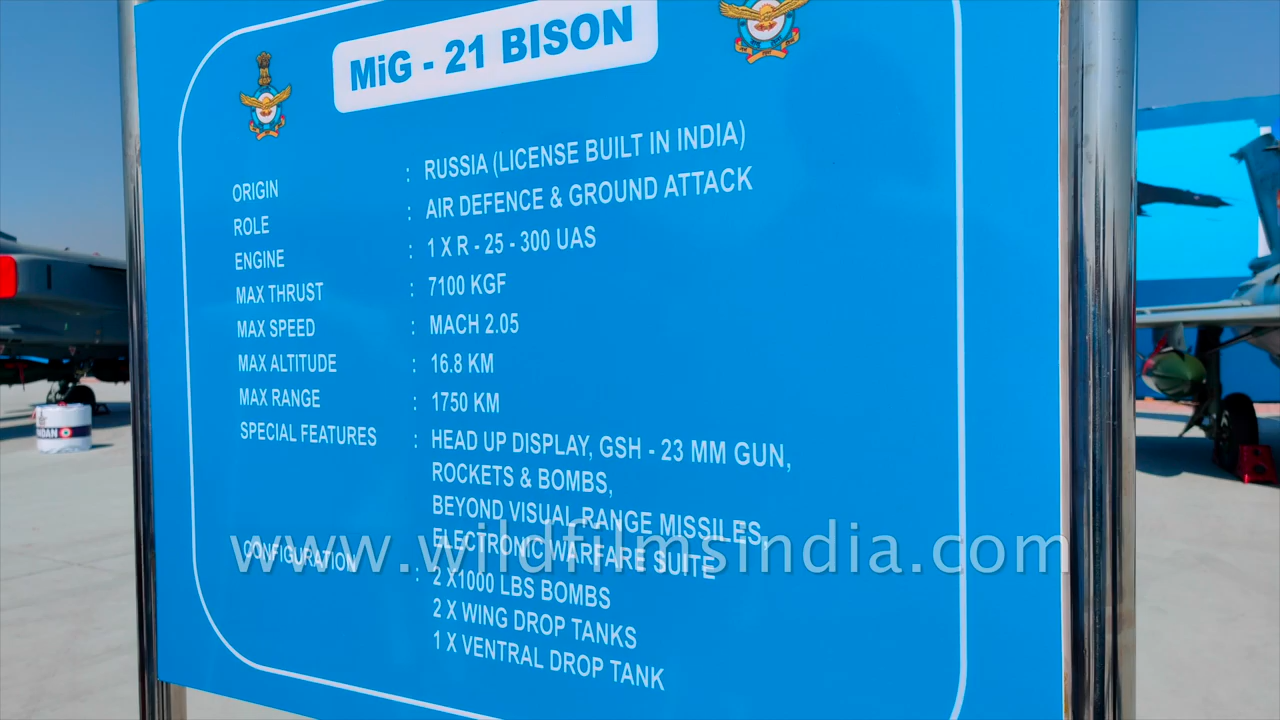 MiG - 21 BISON
ORIGIN : RUSSIA (LICENSE BUILT IN INDIA)
ROLE : AIR DEFENCE & GROUND ATTACK
ENGINE : 1 X R - 25 - 300 UAS
MAX THRUST : 7100 KGF
MAX SPEED : MACH 2.05
MAX ALTITUDE : 16.8 KM
MAX RANGE : 1750 KM
SPECIAL FEATURES : HEAD UP DISPLAY, GSH - 23 MM GUN,
ROCKETS & BOMBS,
BEYOND VISUAL RANGE MISSILES,
ELECTRONIC WARFARE SUITE
CONFIGURATION : 2 X1000 LBS BOMBS
2 X WING DROP TANKS
1 X VENTRAL DROP TANK
www.wildfilmsindia.com